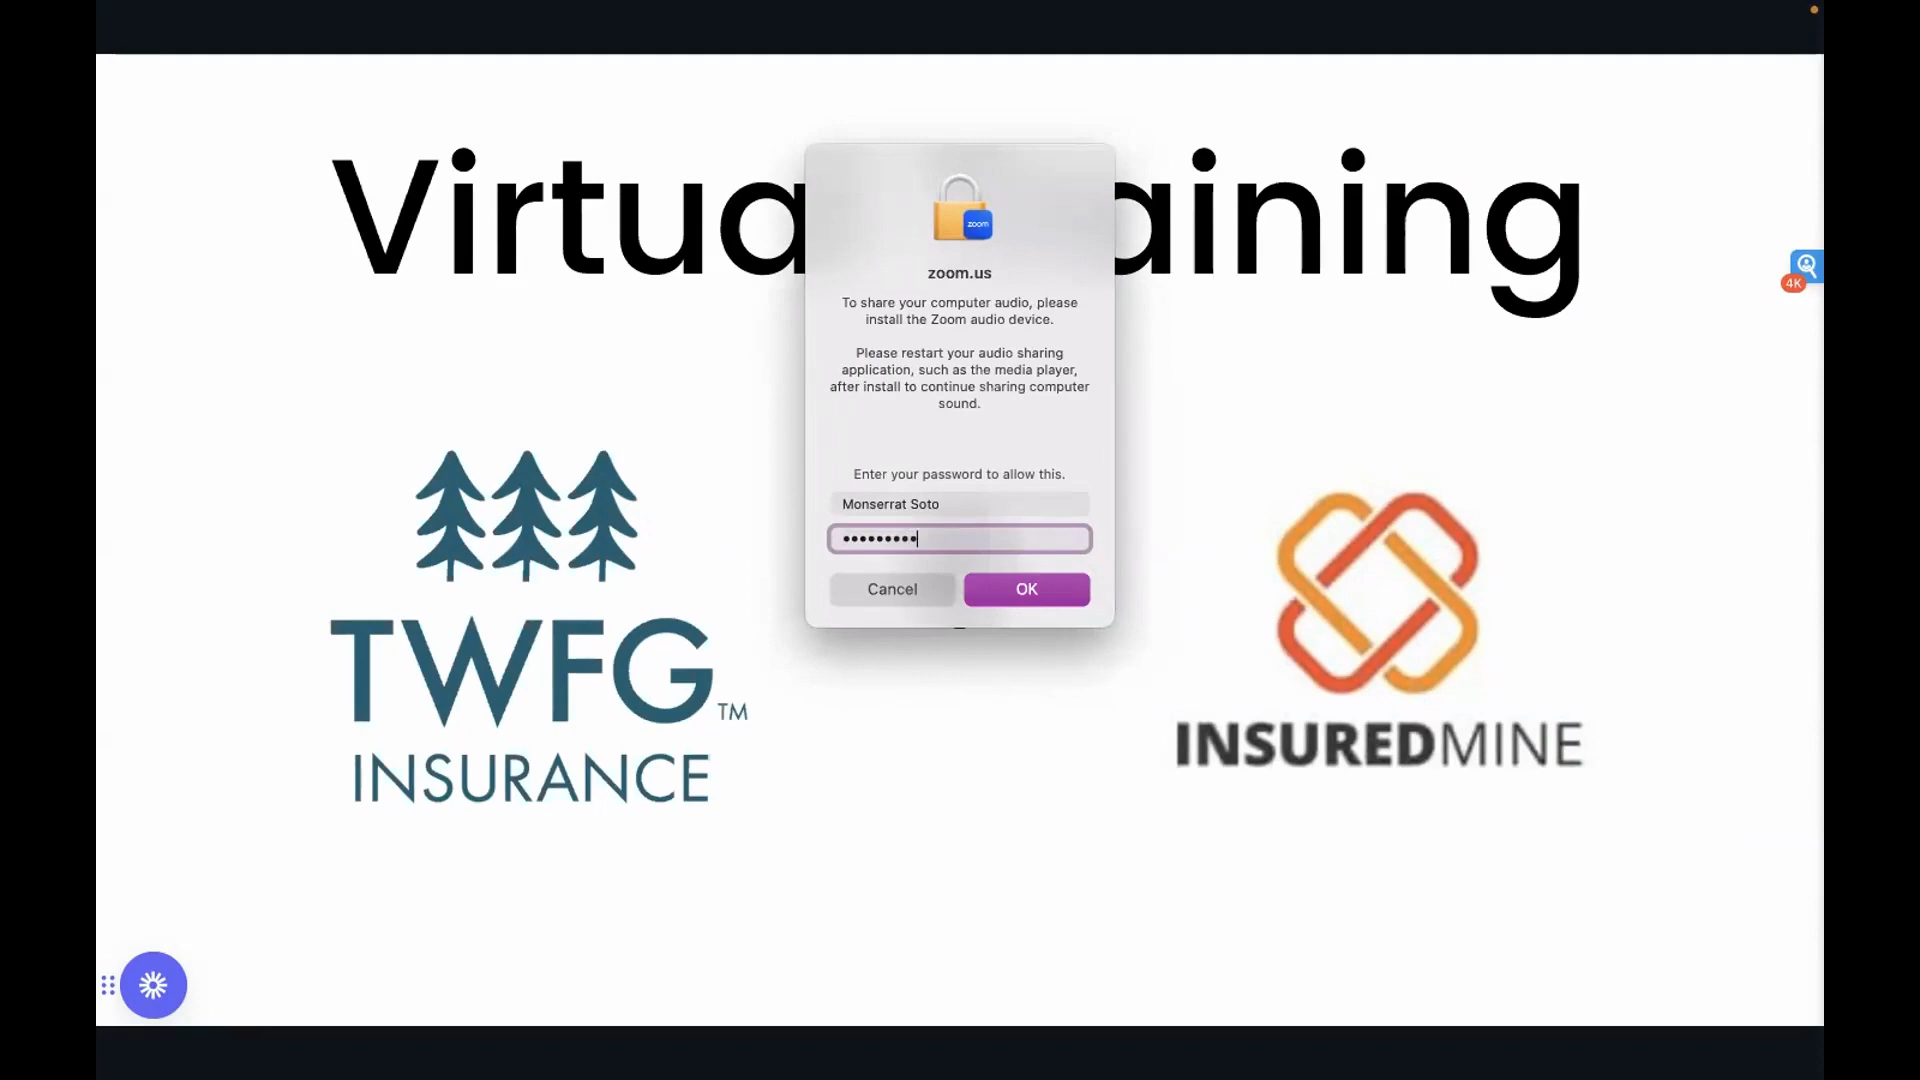 Virtua aining
zoom
zoom.us
To share your computer audio, please
install the Zoom audio device.
Please restart your audio sharing
application, such as the media player,
after install to continue sharing computer
sound.
Enter your password to allow this.
Monserrat Soto
•••••••••
Cancel OK
4K
TWFG™
INSURANCE
INSUREDMINE